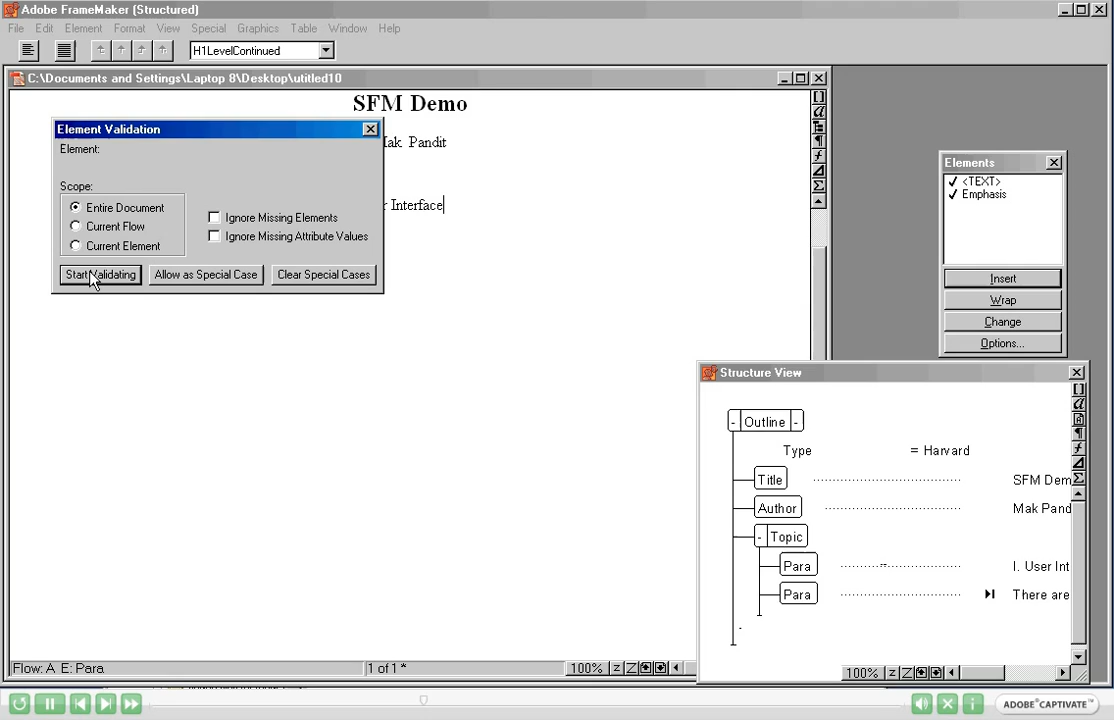 Adobe FrameMaker (Structured)
File Edit Element Format View Special Graphics Table Window Help
H1LevelContinued
C:\Documents and Settings\Laptop 8\Desktop\utitled10
SFM Demo
Mak Pandit
r Interface
Element Validation
Element:
Scope:
Entire Document
Current Flow
Current Element
Ignore Missing Elements
Ignore Missing Attribute Values
Start Validating
Allow as Special Case
Clear Special Cases
Elements
<TEXT>
Emphasis
Insert
Wrap
Change
Options...
Structure View
- Outline -
Type = Harvard
Title SFM Dem
Author Mak Pand
- Topic
Para I. User Int
Para There are
100%
Flow: A E: Para
1 of 1 *
100%
ADOBE® CAPTIVATE™